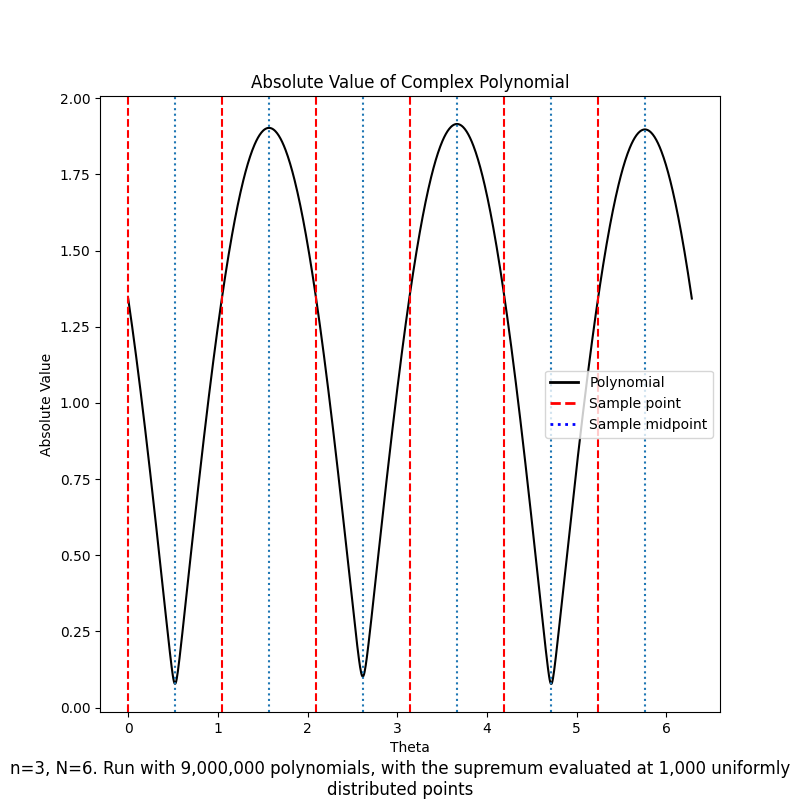 Absolute Value of Complex Polynomial
2.00
1.75
1.50
1.25
1.00
0.75
0.50
0.25
0.00
Absolute Value
Polynomial
Sample point
Sample midpoint
0 1 2 3 4 5 6
Theta
n=3, N=6. Run with 9,000,000 polynomials, with the supremum evaluated at 1,000 uniformly
distributed points